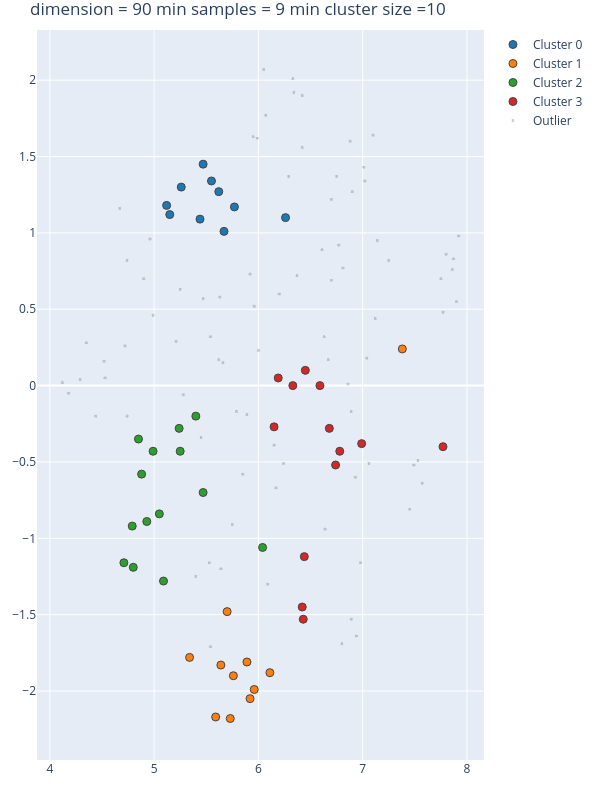 dimension = 90 min samples = 9 min cluster size =10
Cluster 0
Cluster 1
Cluster 2
Cluster 3
Outlier
2
1.5
1
0.5
0
−0.5
−1
−1.5
−2
4 5 6 7 8